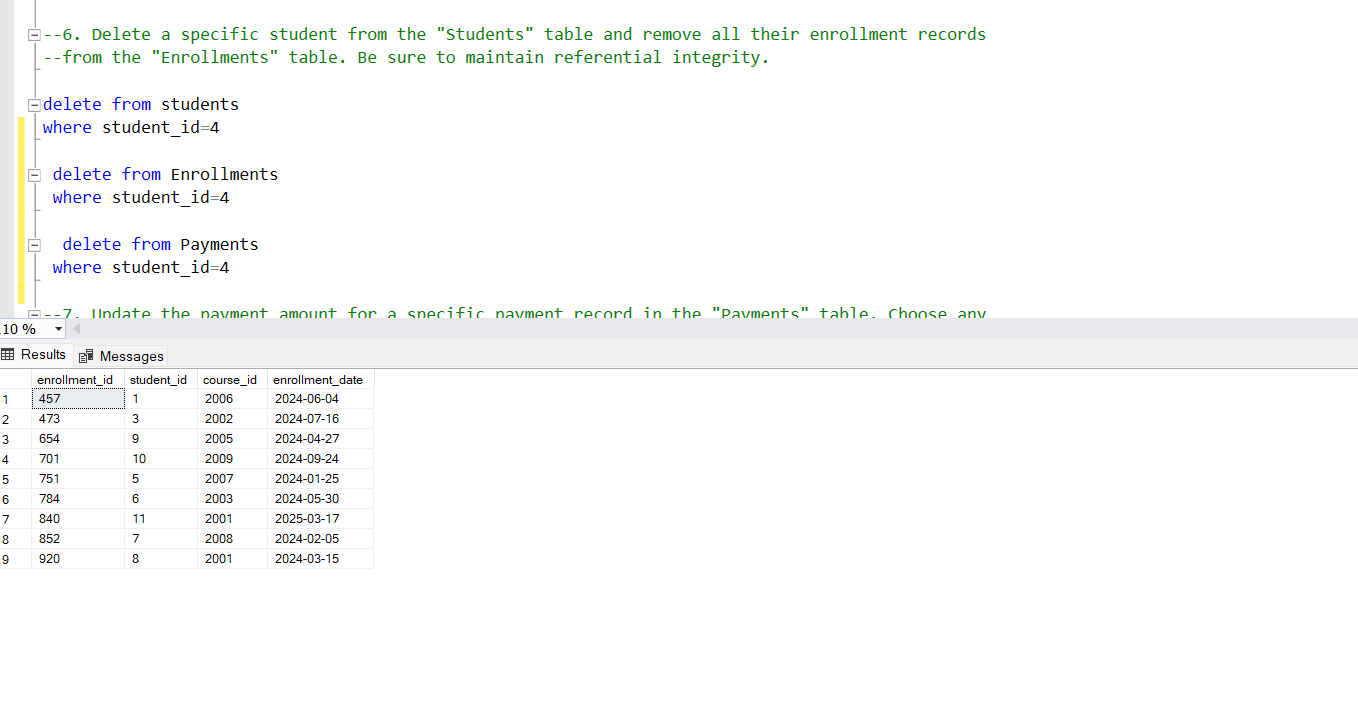 --6. Delete a specific student from the "Students" table and remove all their enrollment records
--from the "Enrollments" table. Be sure to maintain referential integrity.
delete from students
where student_id=4
delete from Enrollments
where student_id=4
delete from Payments
where student_id=4
--7. Update the payment amount for a specific payment record in the "Payments" table. Choose any
10 %
Results Messages
enrollment_id student_id course_id enrollment_date
1 457 1 2006 2024-06-04
2 473 3 2002 2024-07-16
3 654 9 2005 2024-04-27
4 701 10 2009 2024-09-24
5 751 5 2007 2024-01-25
6 784 6 2003 2024-05-30
7 840 11 2001 2025-03-17
8 852 7 2008 2024-02-05
9 920 8 2001 2024-03-15